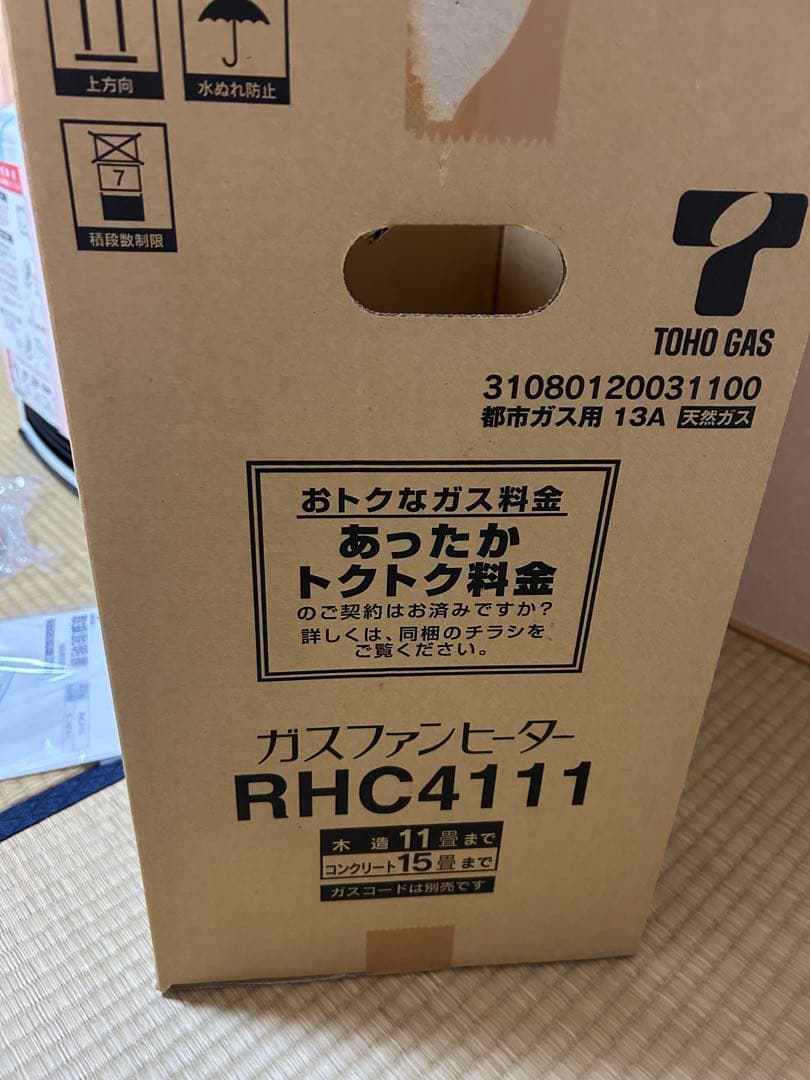 上方向
水ぬれ防止
7
積段数制限
TOHO GAS
31080120031100
都市ガス用 13A 天然ガス
おトクなガス料金
あったか
トクトク料金
のご契約はお済みですか?
詳しくは、同梱のチラシを
ご覧ください。
ガスファンヒーター
RHC4111
木造 11畳まで
コンクリート15畳まで
ガスコードは別売です